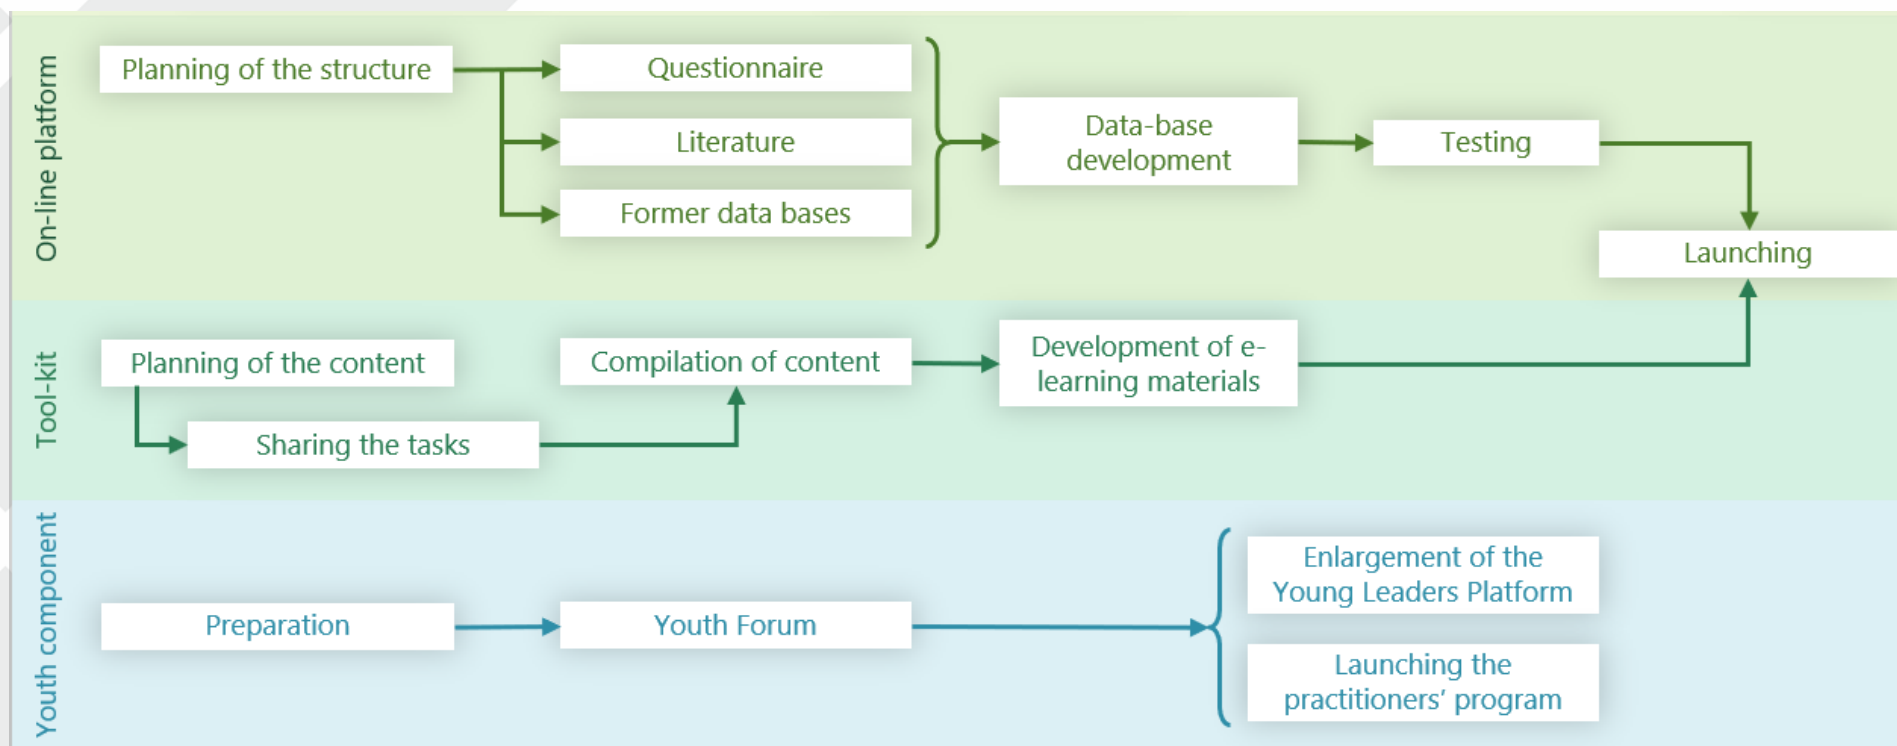 On-line platform
Planning of the structure
Questionnaire
Literature
Former data bases
Data-base
development
Testing
Launching
Tool-kit
Planning of the content
Sharing the tasks
Compilation of content
Development of e-
learning materials
Youth component
Preparation
Youth Forum
Enlargement of the
Young Leaders Platform
Launching the
practitioners’ program